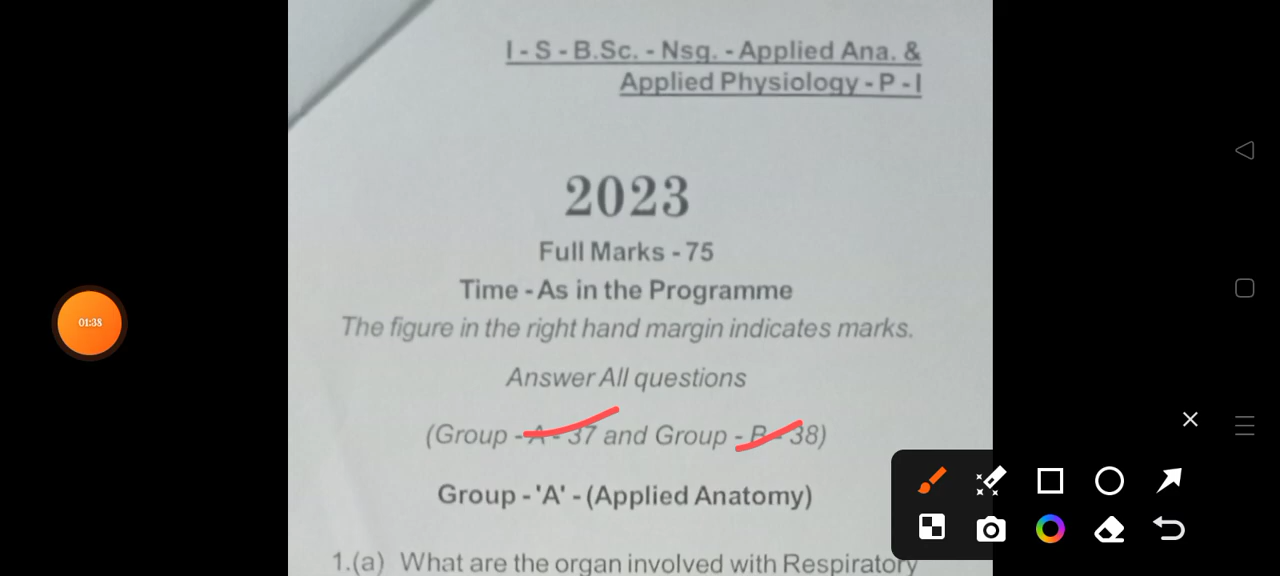 I - S - B.Sc. - Nsg. - Applied Ana. &
Applied Physiology - P - I
2023
Full Marks - 75
Time - As in the Programme
The figure in the right hand margin indicates marks.
Answer All questions
(Group - A - 37 and Group - B - 38)
Group - 'A' - (Applied Anatomy)
1.(a) What are the organ involved with Respiratory
01:38